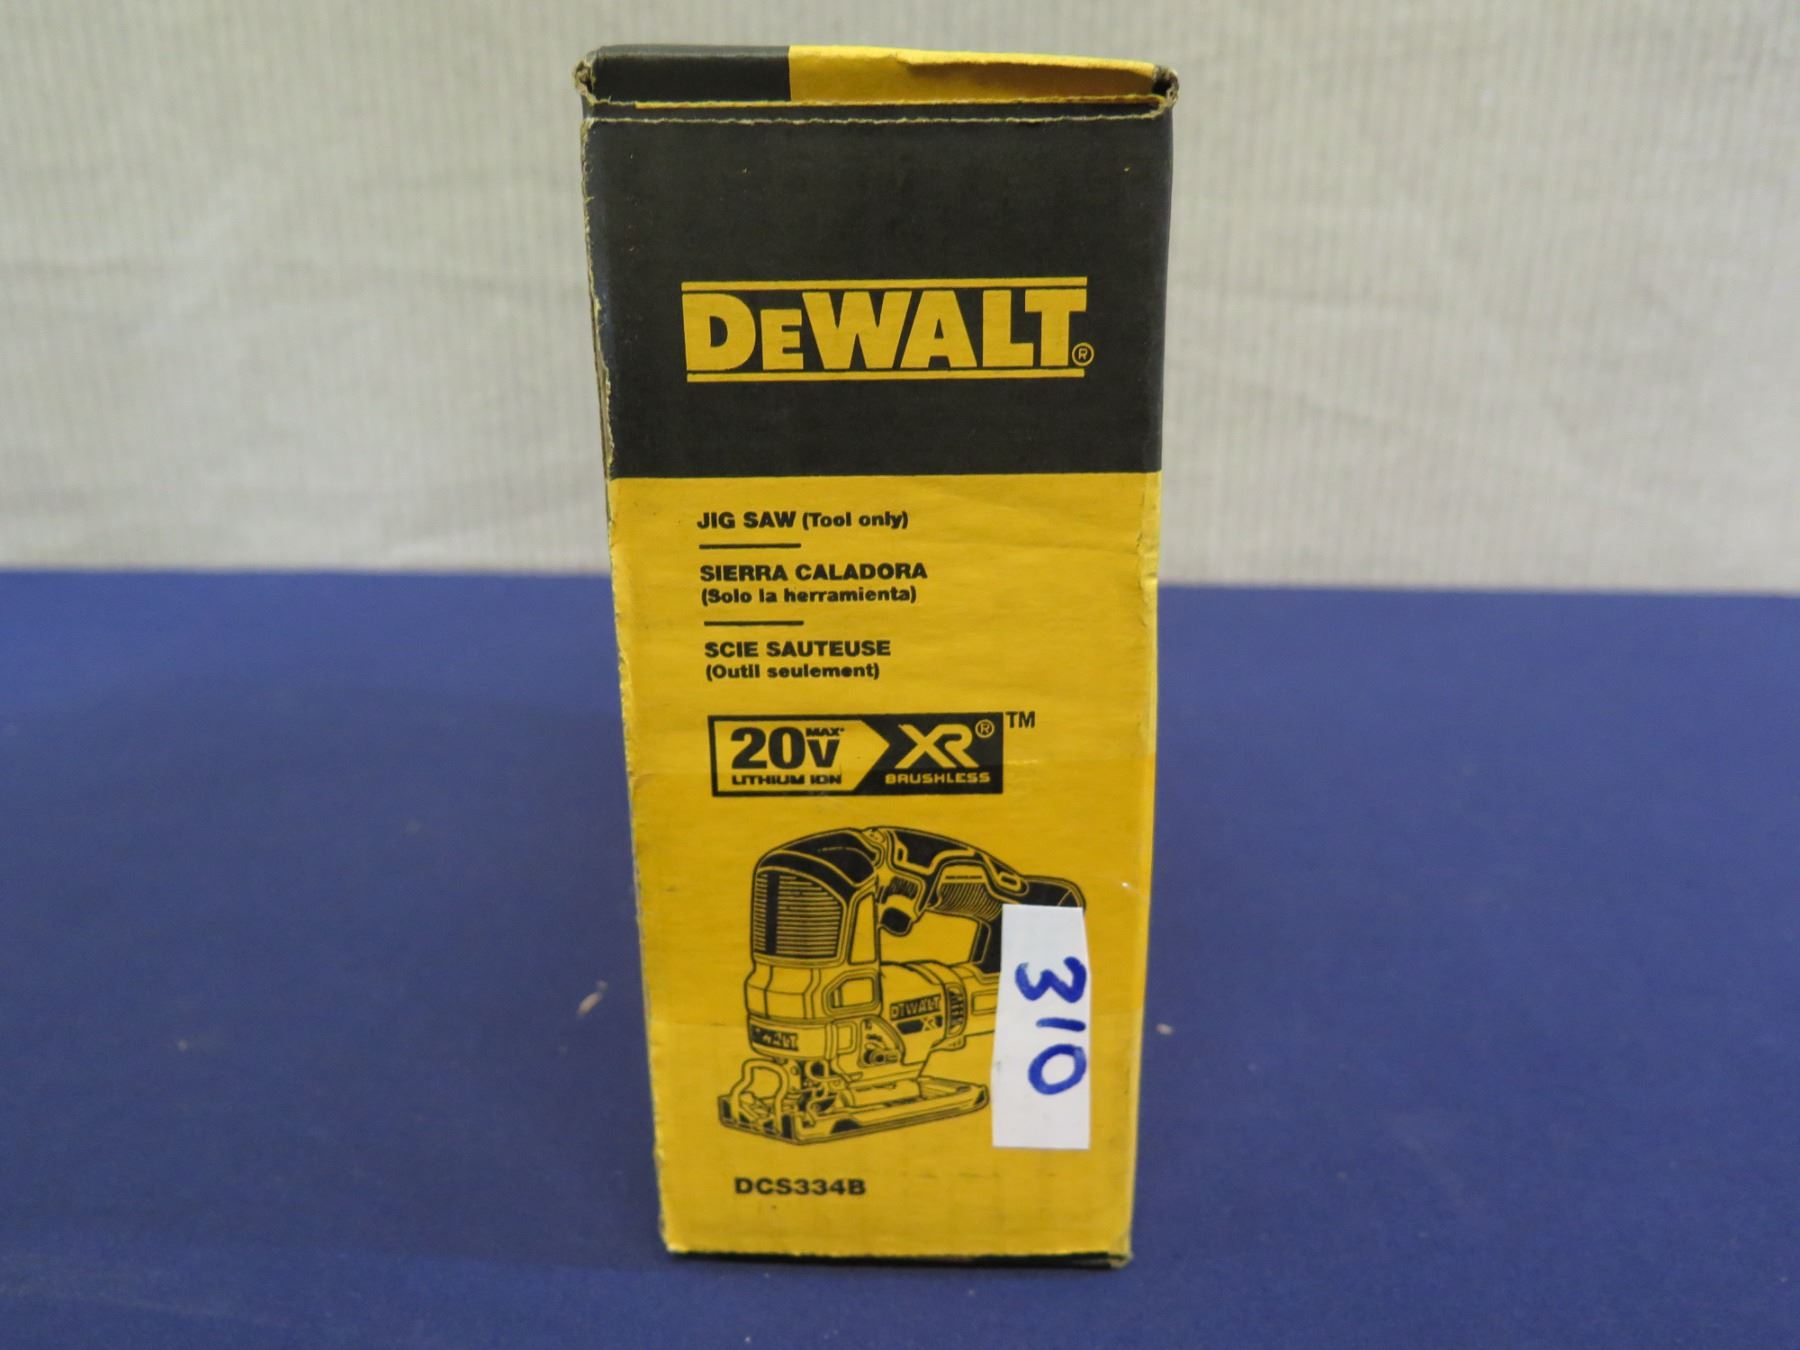 DEWALT®
JIG SAW (Tool only)
SIERRA CALADORA
(Solo la herramienta)
SCIE SAUTEUSE
(Outil seulement)
20V MAX* XR® ™
LITHIUM ION BRUSHLESS
DEWALT
XR
DEWALT
310
DCS334B